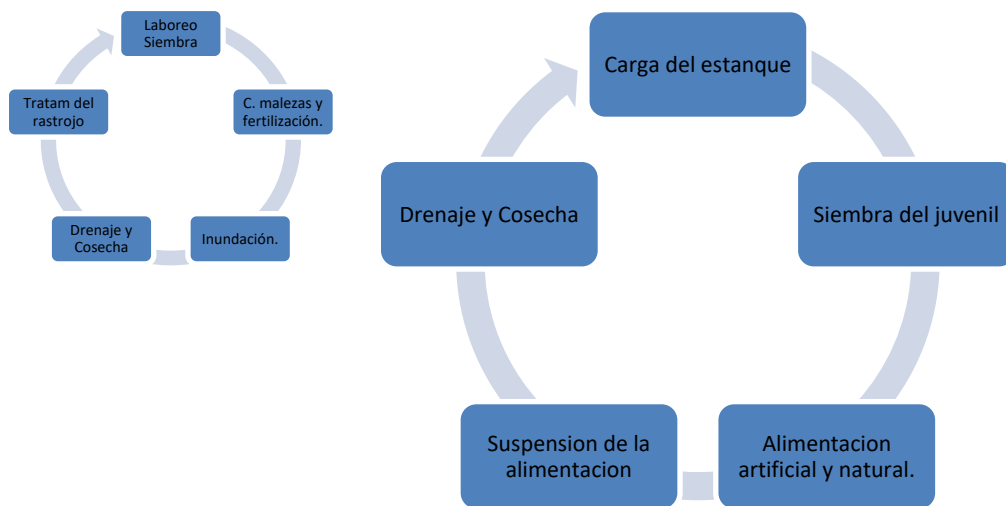 Laboreo
Siembra
C. malezas y
fertilización.
Inundación.
Drenaje y
Cosecha
Tratam del
rastrojo
Carga del estanque
Siembra del juvenil
Alimentacion
artificial y natural.
Suspension de la
alimentacion
Drenaje y Cosecha